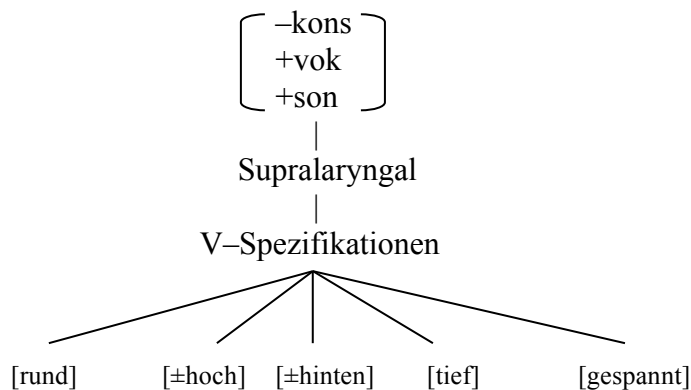 –kons
+vok
+son
Supralaryngal
V–Spezifikationen
[rund] [±hoch] [±hinten] [tief] [gespannt]